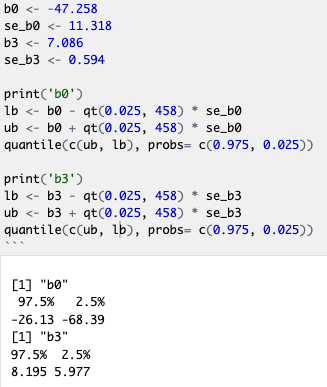 b0 <- -47.258
se_b0 <- 11.318
b3 <- 7.086
se_b3 <- 0.594
print('b0')
lb <- b0 - qt(0.025, 458) * se_b0
ub <- b0 + qt(0.025, 458) * se_b0
quantile(c(ub, lb), probs= c(0.975, 0.025))
print('b3')
lb <- b3 - qt(0.025, 458) * se_b3
ub <- b3 + qt(0.025, 458) * se_b3
quantile(c(ub, lb), probs= c(0.975, 0.025))
```
[1] "b0"
 97.5%   2.5%
-26.13 -68.39
[1] "b3"
97.5%  2.5%
8.195 5.977